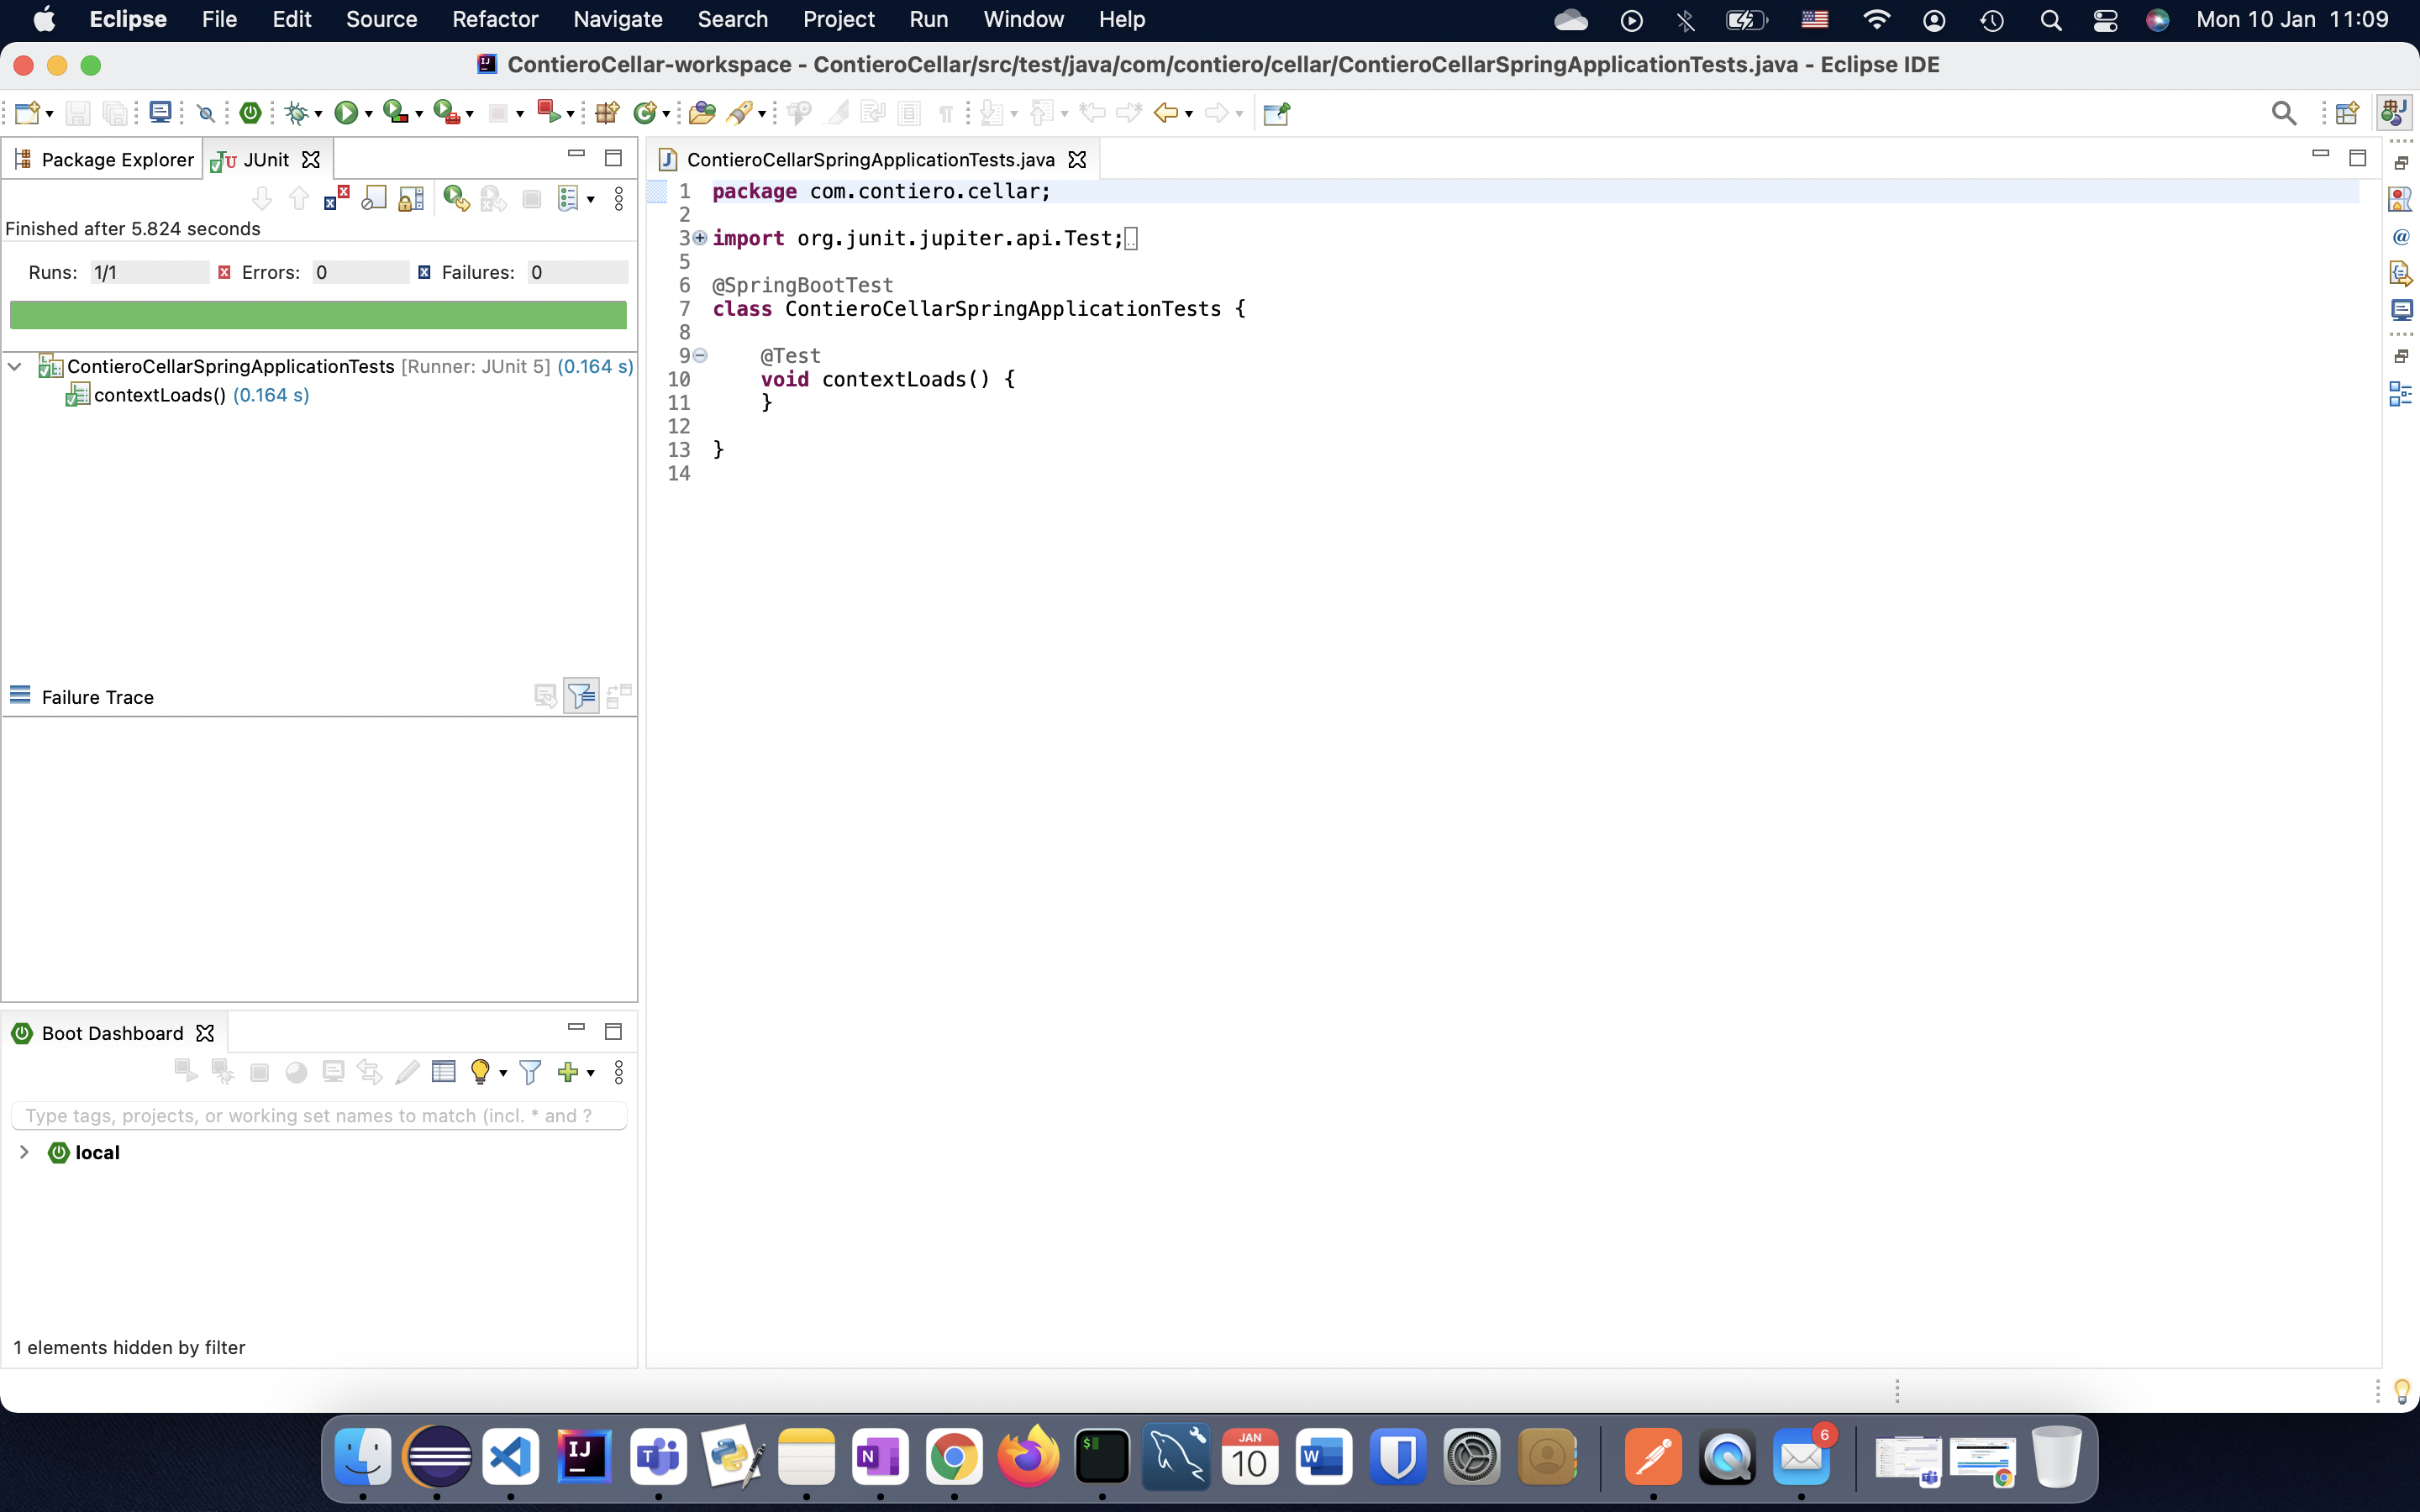 Eclipse File Edit Source Refactor Navigate Search Project Run Window Help Mon 10 Jan 11:09
ContieroCellar-workspace - ContieroCellar/src/test/java/com/contiero/cellar/ContieroCellarSpringApplicationTests.java - Eclipse IDE
Package Explorer JUnit
Finished after 5.824 seconds
Runs: 1/1 Errors: 0 Failures: 0
ContieroCellarSpringApplicationTests [Runner: JUnit 5] (0.164 s)
contextLoads() (0.164 s)
Failure Trace
Boot Dashboard
Type tags, projects, or working set names to match (incl. * and ?
local
1 elements hidden by filter
ContieroCellarSpringApplicationTests.java
1 package com.contiero.cellar;
2
3 import org.junit.jupiter.api.Test;
5
6 @SpringBootTest
7 class ContieroCellarSpringApplicationTests {
8
9 @Test
10 void contextLoads() {
11 }
12
13 }
14
JAN
10
6